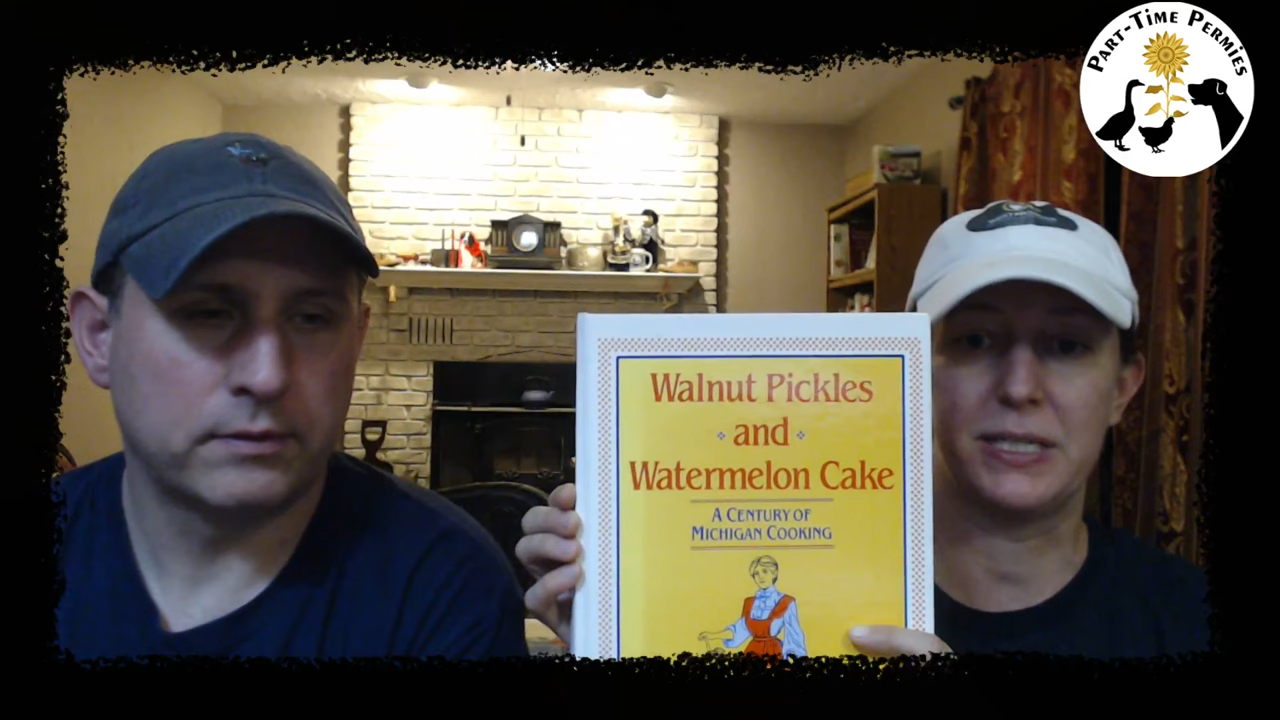 Part-Time Permies
Walnut Pickles
and
Watermelon Cake
A Century of
Michigan Cooking